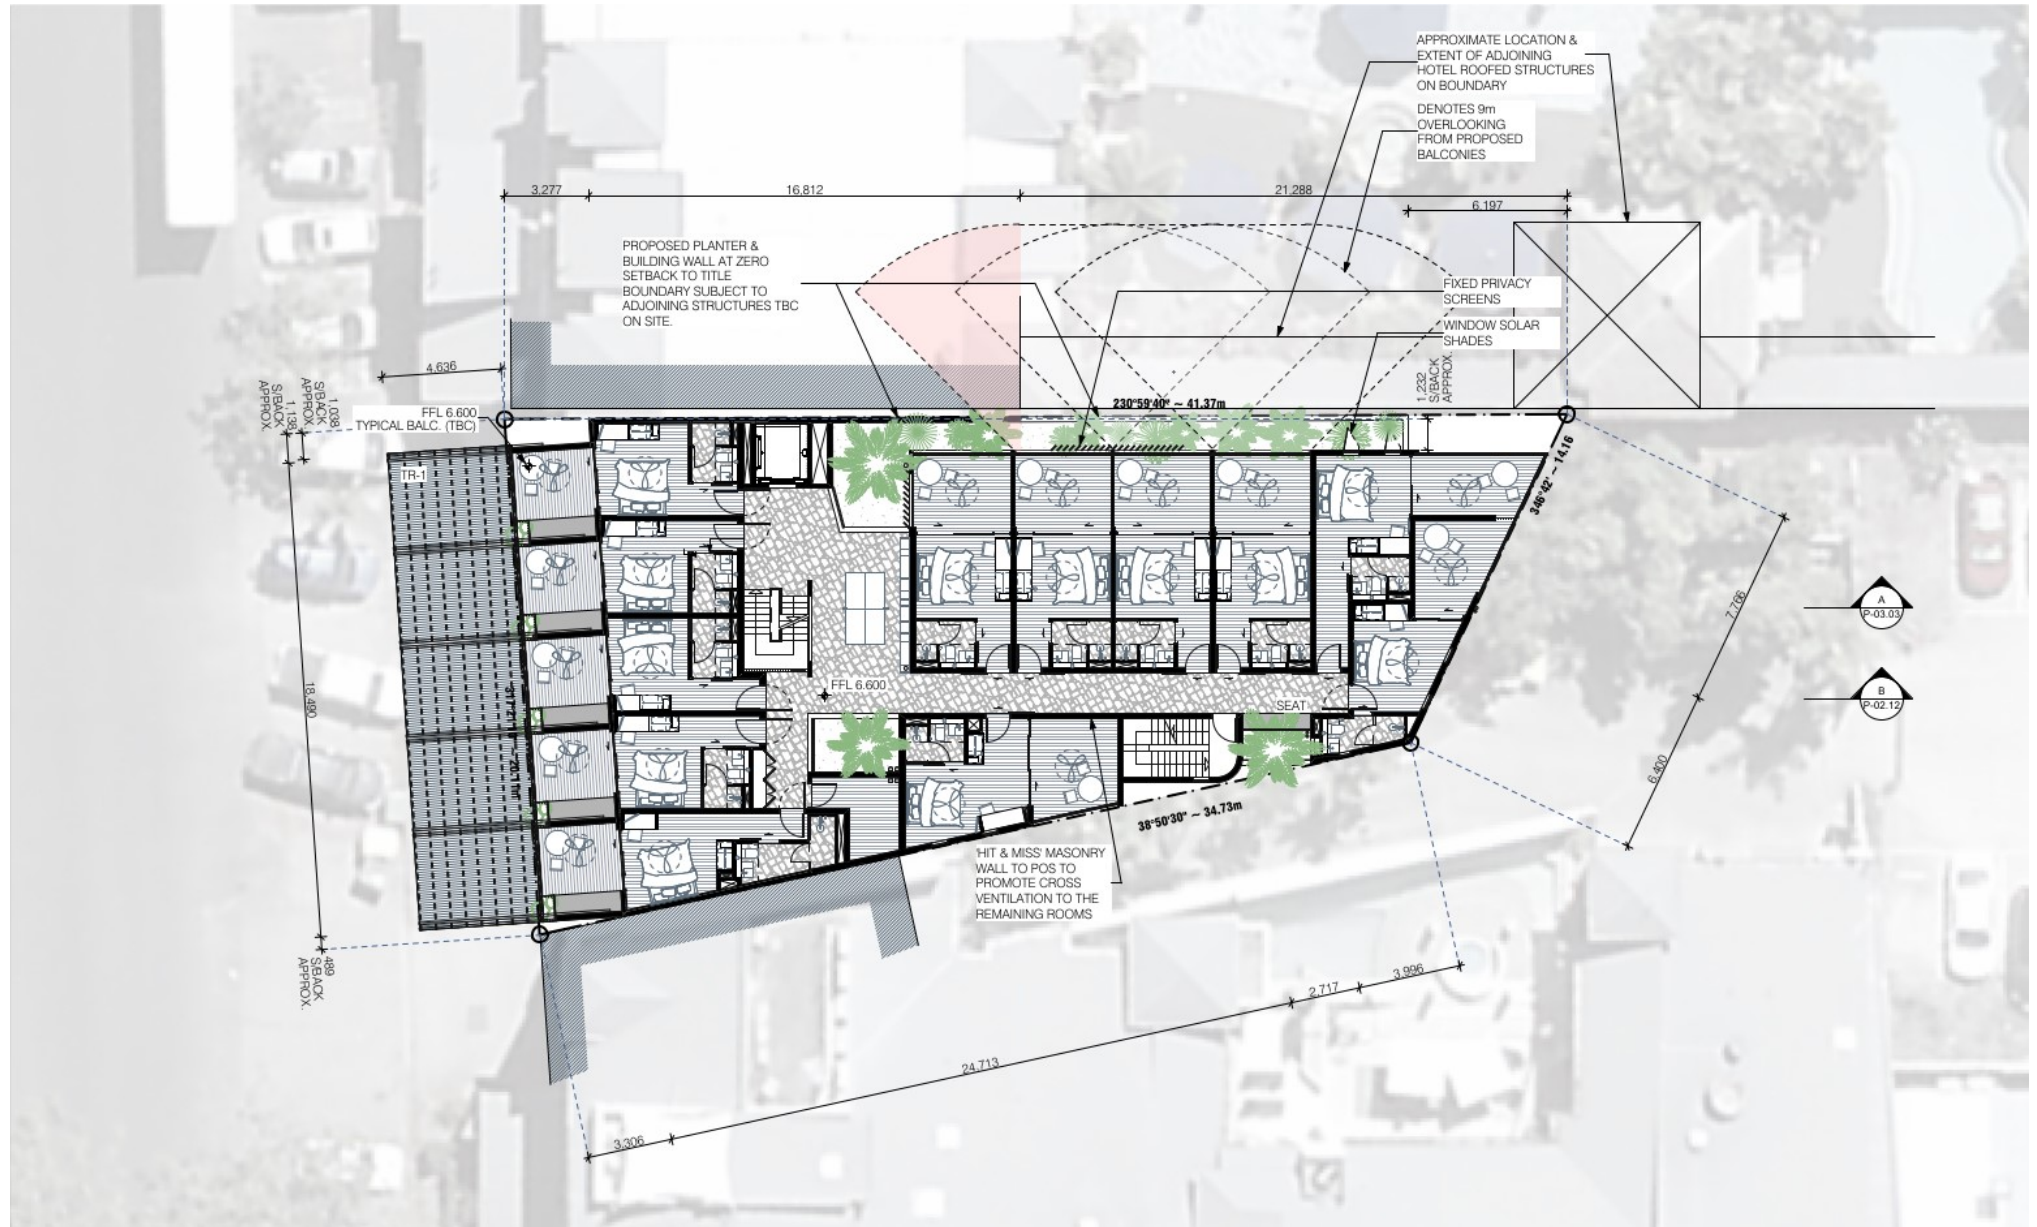 APPROXIMATE LOCATION &
EXTENT OF ADJOINING
HOTEL ROOFED STRUCTURES
ON BOUNDARY
DENOTES 9m
OVERLOOKING
FROM PROPOSED
BALCONIES
3,277
16,812
21,288
6,197
PROPOSED PLANTER &
BUILDING WALL AT ZERO
SETBACK TO TITLE
BOUNDARY SUBJECT TO
ADJOINING STRUCTURES TBC
ON SITE.
FIXED PRIVACY
SCREENS
WINDOW SOLAR
SHADES
1,232
S/BACK
APPROX.
4,636
1,038
S/BACK
APPROX
1,138
S/BACK
APPROX
FFL 6.600
TYPICAL BALC. (TBC)
230°59'40" ~ 41.37m
346°42' ~ 14.16
TR-1
7,766
A
P-03.03
B
P-02.12
FFL 6.600
SEAT
18,490
6,400
38°50'30" ~ 34.73m
'HIT & MISS' MASONRY
WALL TO POS TO
PROMOTE CROSS
VENTILATION TO THE
REMAINING ROOMS
489
S/BACK
APPROX.
3,996
2,717
24,713
3,306